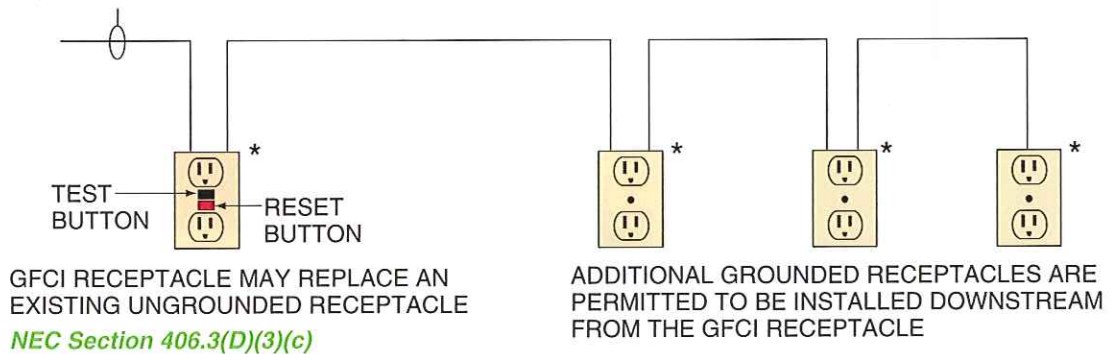 *
*
*
*
TEST
BUTTON
RESET
BUTTON
GFCI RECEPTACLE MAY REPLACE AN
EXISTING UNGROUNDED RECEPTACLE
NEC Section 406.3(D)(3)(c)
ADDITIONAL GROUNDED RECEPTACLES ARE
PERMITTED TO BE INSTALLED DOWNSTREAM
FROM THE GFCI RECEPTACLE